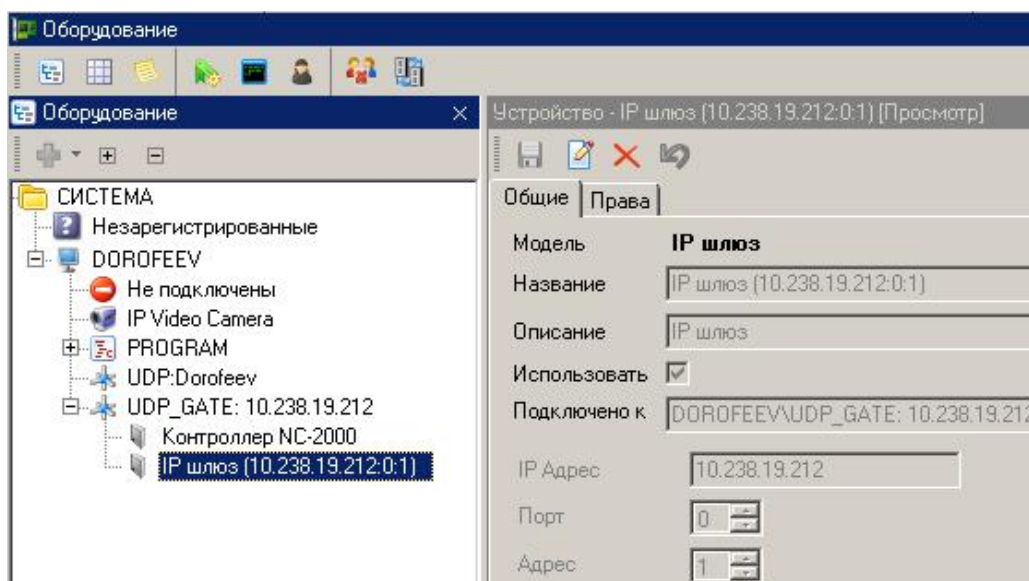 Оборудование
Оборудование
СИСТЕМА
Незарегистрированные
DOROFEEV
Не подключены
IP Video Camera
PROGRAM
UDP:Dorofeev
UDP_GATE: 10.238.19.212
Контроллер NC-2000
IP шлюз (10.238.19.212:0:1)
Устройство - IP шлюз (10.238.19.212:0:1) [Просмотр]
Общие Права
Модель IP шлюз
Название IP шлюз (10.238.19.212:0:1)
Описание IP шлюз
Использовать
Подключено к DOROFEEV\UDP_GATE: 10.238.19.212
IP Адрес 10.238.19.212
Порт 0
Адрес 1